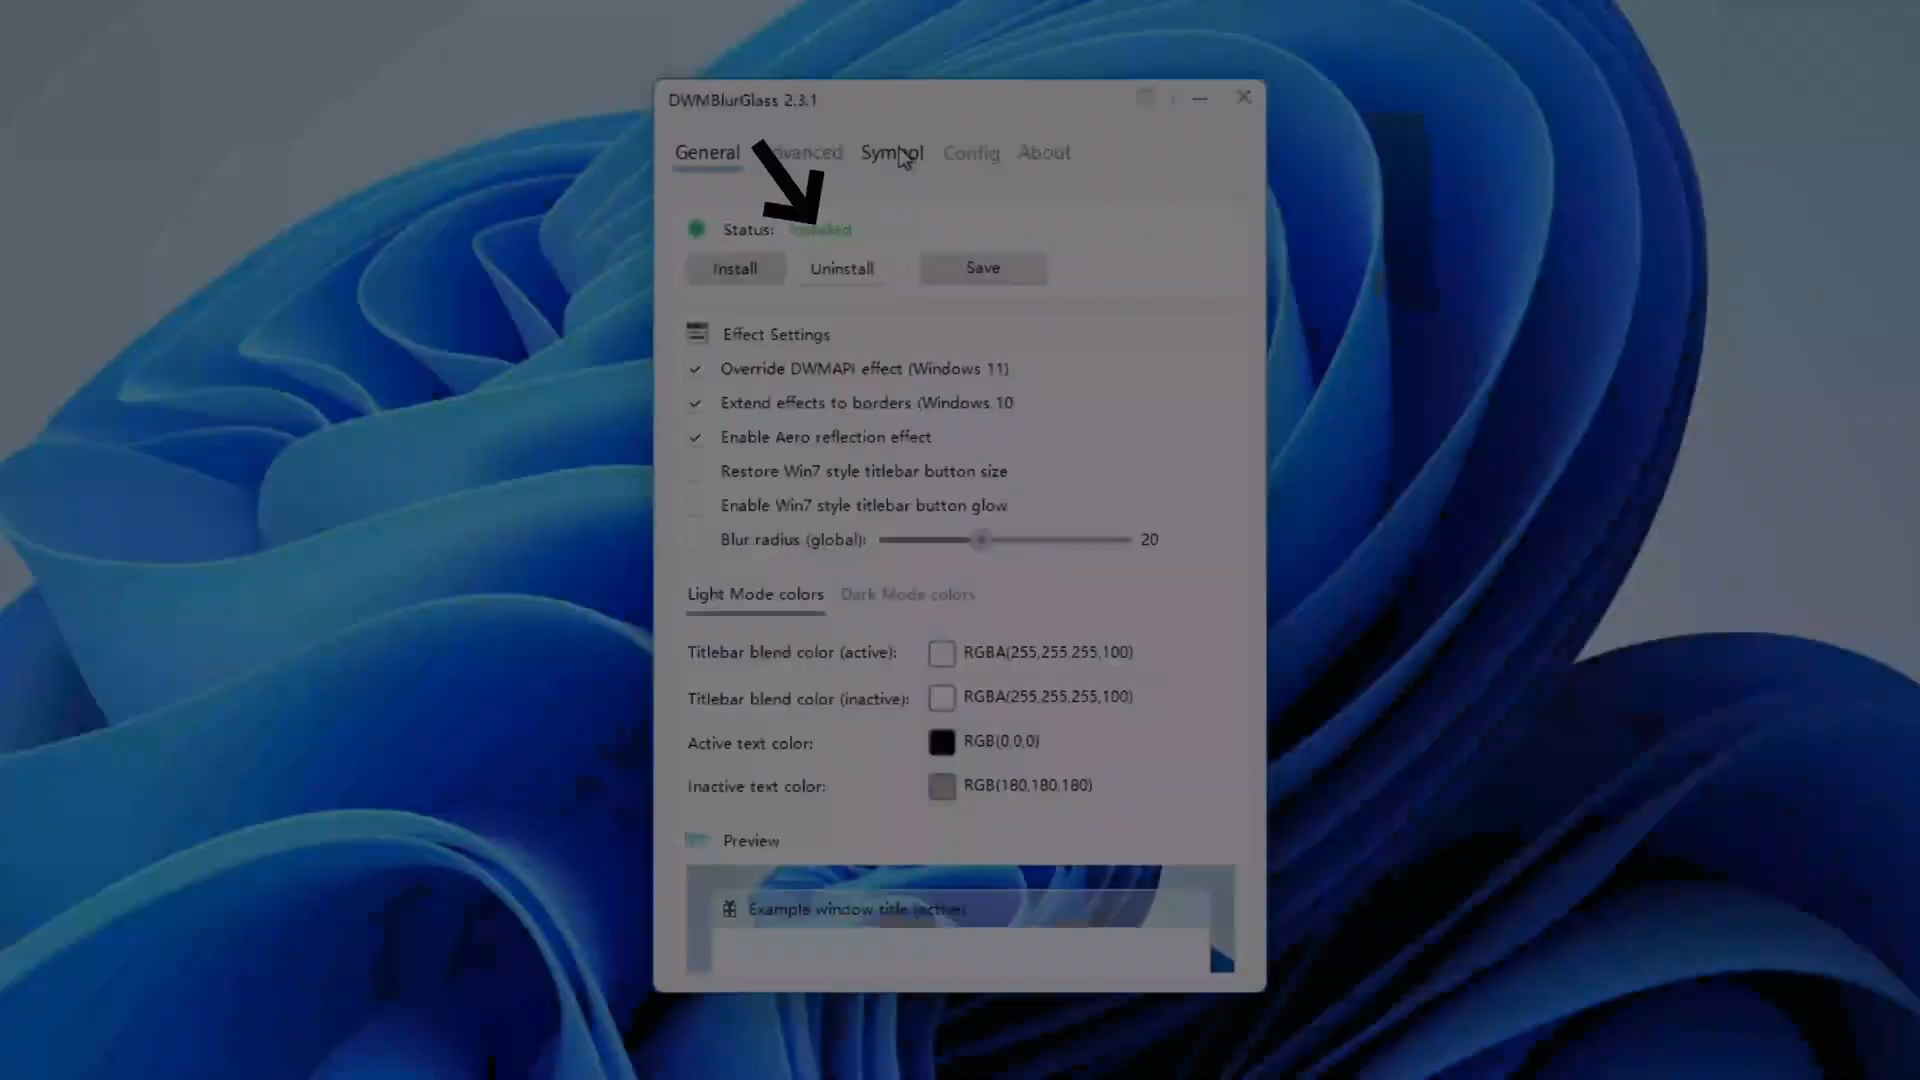 DWMBlurGlass 2.3.1
General Symbol Config About
Status: Installed
Install Uninstall Save
Effect Settings
Override DWMAPI effect (Windows 11)
Extend effects to borders (Windows 10
Enable Aero reflection effect
Restore Win7 style titlebar button size
Enable Win7 style titlebar button glow
Blur radius (global): 20
Light Mode colors Dark Mode colors
Titlebar blend color (active): RGBA(255,255,255,100)
Titlebar blend color (inactive): RGBA(255,255,255,100)
Active text color: RGB(0,0,0)
Inactive text color: RGB(180,180,180)
Preview
Example window title (active)